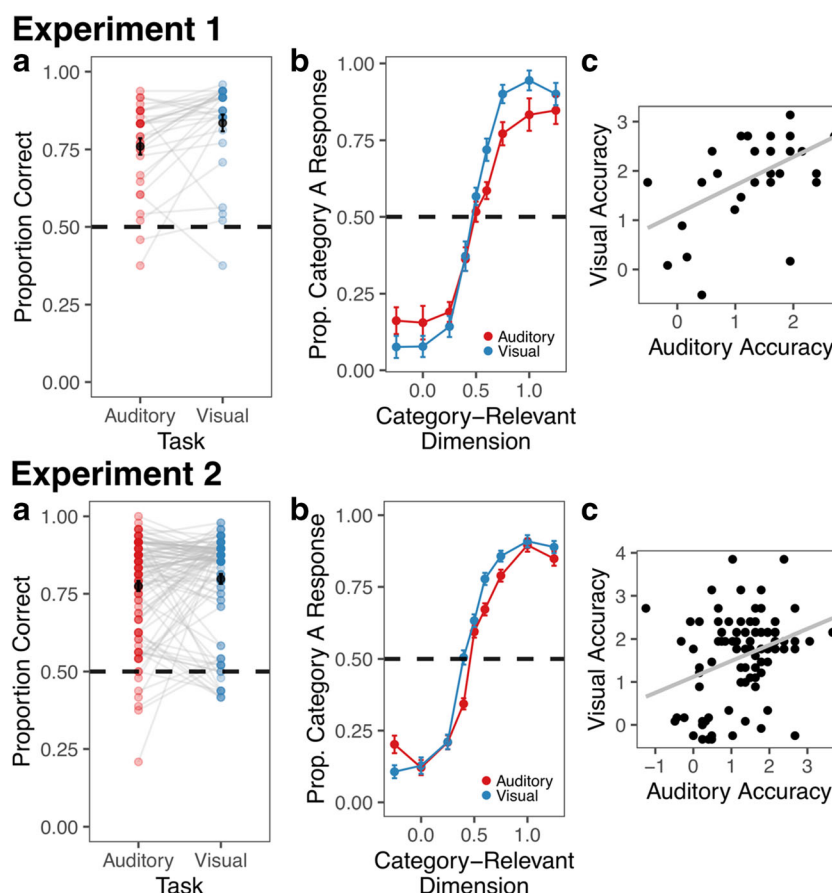 Experiment 1
a
b
c
Proportion Correct
1.00
0.75
0.50
0.25
0.00
Auditory
Visual
Task
Prop. Category A Response
1.00
0.75
0.50
0.25
0.00
Auditory
Visual
0.0
0.5
1.0
Category−Relevant
Dimension
Visual Accuracy
3
2
1
0
0
1
2
Auditory Accuracy
Experiment 2
a
b
c
Proportion Correct
1.00
0.75
0.50
0.25
0.00
Auditory
Visual
Task
Prop. Category A Response
1.00
0.75
0.50
0.25
0.00
Auditory
Visual
0.0
0.5
1.0
Category−Relevant
Dimension
Visual Accuracy
4
3
2
1
0
−1
0
1
2
3
Auditory Accuracy